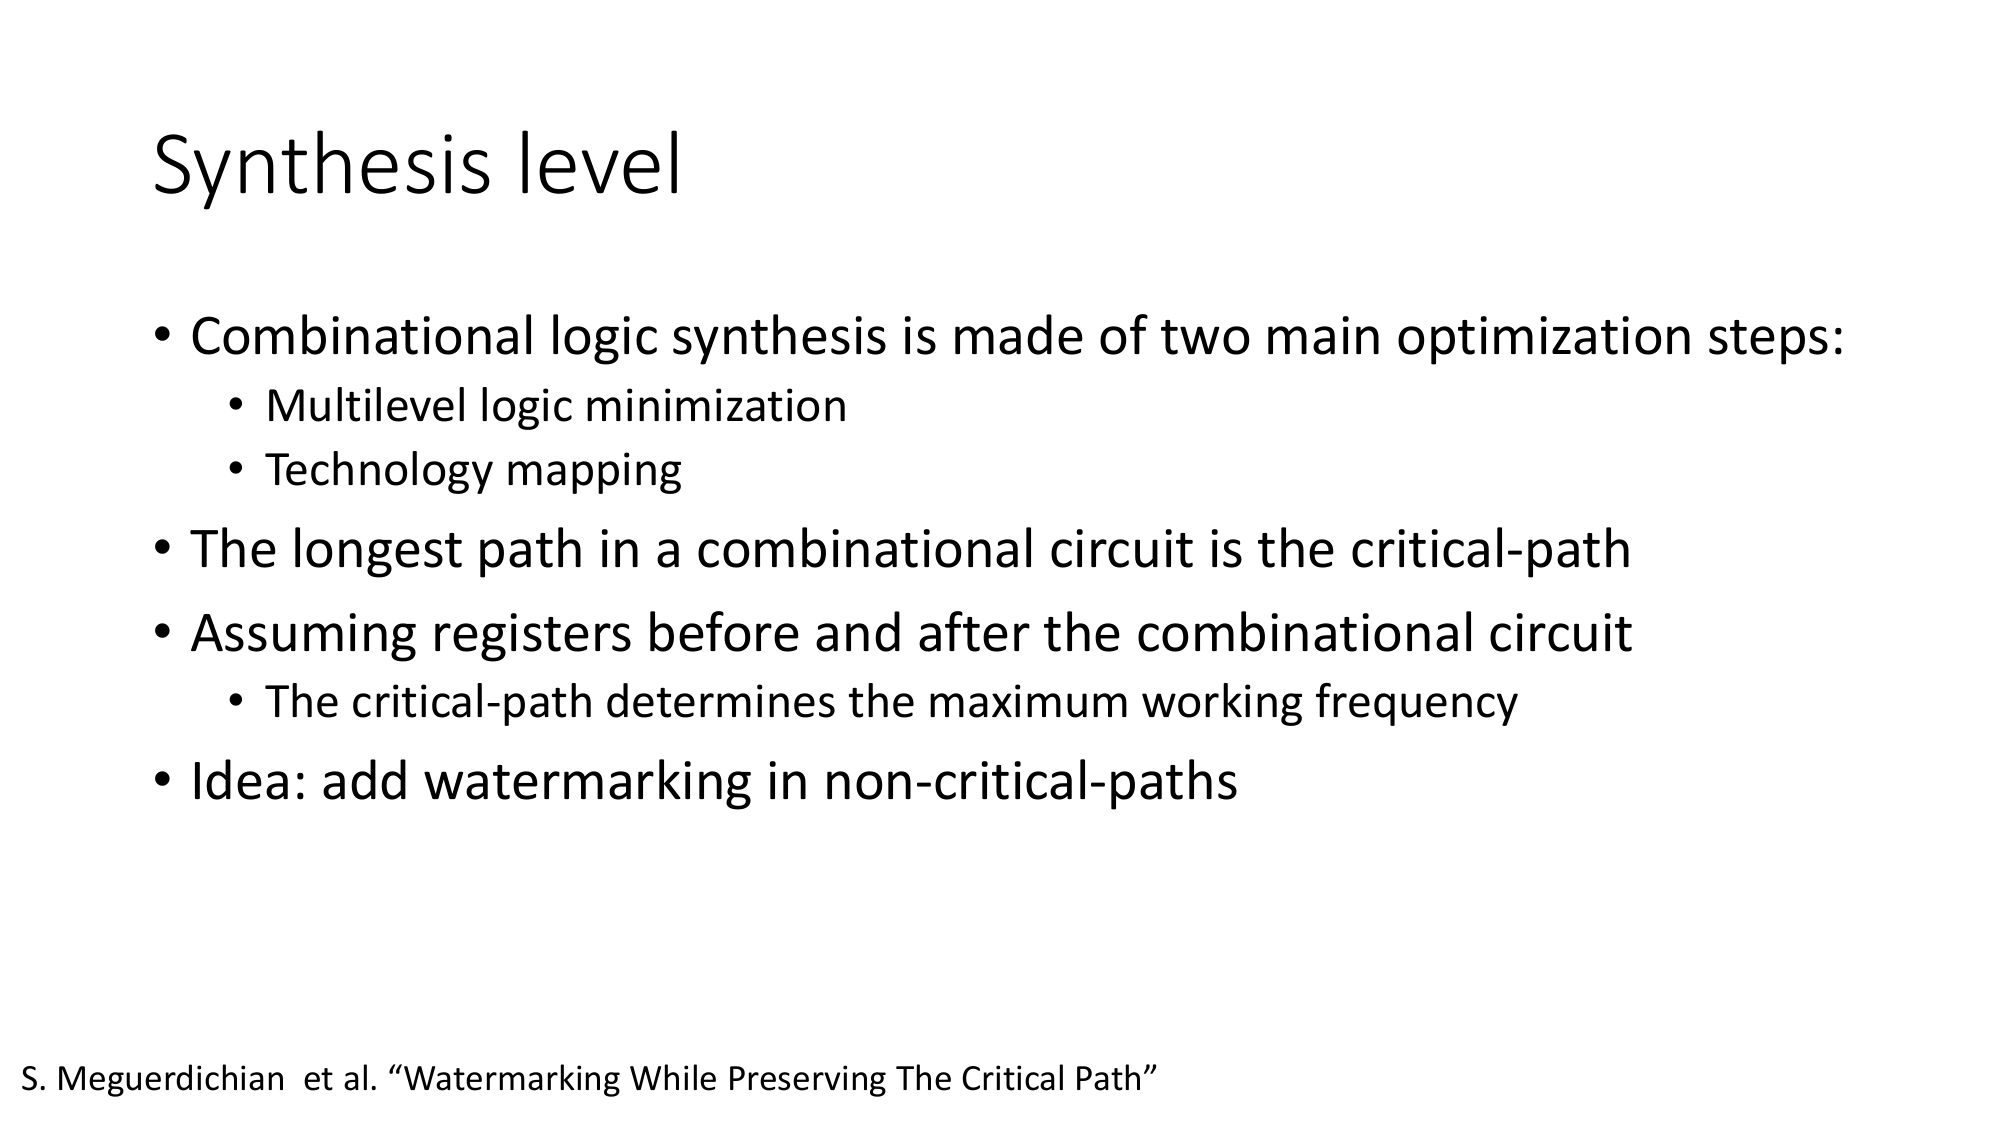 Synthesis level
• Combinational logic synthesis is made of two main optimization steps:
• Multilevel logic minimization
• Technology mapping
• The longest path in a combinational circuit is the critical-path
• Assuming registers before and after the combinational circuit
• The critical-path determines the maximum working frequency
• Idea: add watermarking in non-critical-paths
S. Meguerdichian  et al. “Watermarking While Preserving The Critical Path”